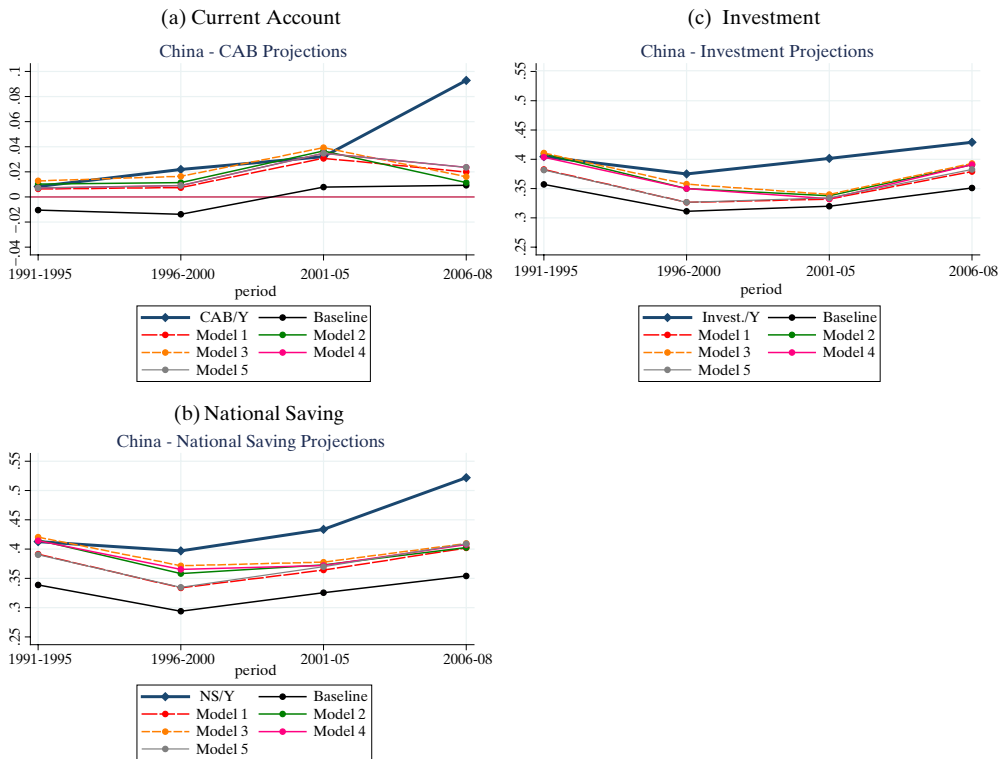 (a) Current Account
China - CAB Projections
.1
.08
.06
.04
.02
0
-.02
-.04
1991-1995 1996-2000 2001-05 2006-08
period
CAB/Y Baseline
Model 1 Model 2
Model 3 Model 4
Model 5
(c) Investment
China - Investment Projections
.55
.5
.45
.4
.35
.3
.25
1991-1995 1996-2000 2001-05 2006-08
period
Invest./Y Baseline
Model 1 Model 2
Model 3 Model 4
Model 5
(b) National Saving
China - National Saving Projections
.55
.5
.45
.4
.35
.3
.25
1991-1995 1996-2000 2001-05 2006-08
period
NS/Y Baseline
Model 1 Model 2
Model 3 Model 4
Model 5